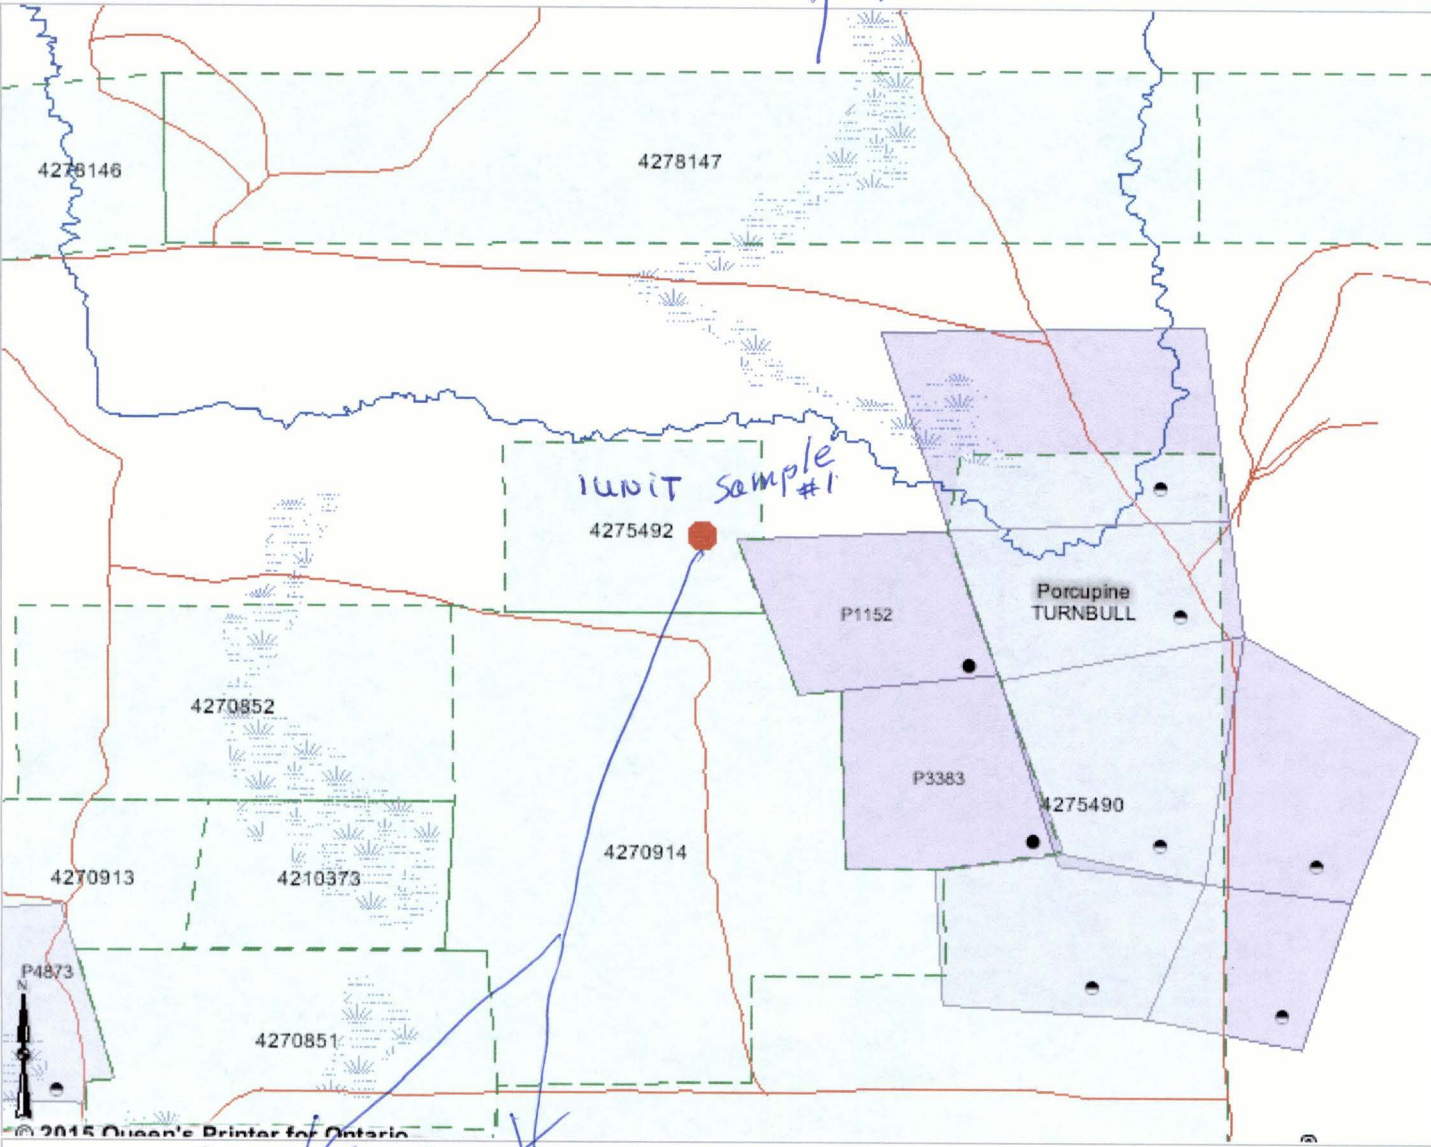 4278146
4278147
1UNiT Sample
#1
4275492
Porcupine
TURNBULL
P1152
4270852
P3383
4275490
4270914
4270913
4210373
P4873
N
4270851
© 2015 Queen's Printer for Ontario